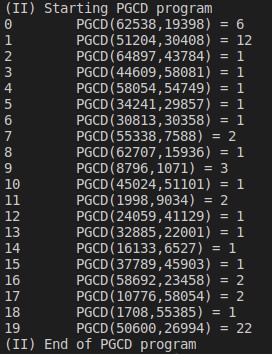 (II) Starting PGCD program
0 PGCD(62538,19398) = 6
1 PGCD(51204,30408) = 12
2 PGCD(64897,43784) = 1
3 PGCD(44609,58081) = 1
4 PGCD(58054,54749) = 1
5 PGCD(34241,29857) = 1
6 PGCD(30813,30358) = 1
7 PGCD(55338,7588) = 2
8 PGCD(62707,15936) = 1
9 PGCD(8796,1071) = 3
10 PGCD(45024,51101) = 1
11 PGCD(1998,9034) = 2
12 PGCD(24059,41129) = 1
13 PGCD(32885,22001) = 1
14 PGCD(16133,6527) = 1
15 PGCD(37789,45903) = 1
16 PGCD(58692,23458) = 2
17 PGCD(10776,58054) = 2
18 PGCD(1708,55385) = 1
19 PGCD(50600,26994) = 22
(II) End of PGCD program